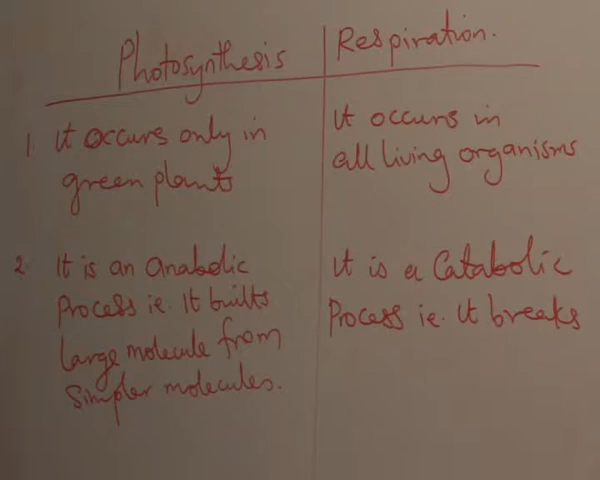 Photosynthesis
Respiration.
1. It occurs only in
green plants
It occurs in
all living organisms
2. It is an anabolic
Process ie. It builts
large molecule from
Simpler molecules.
It is a Catabolic
Process ie. It breaks